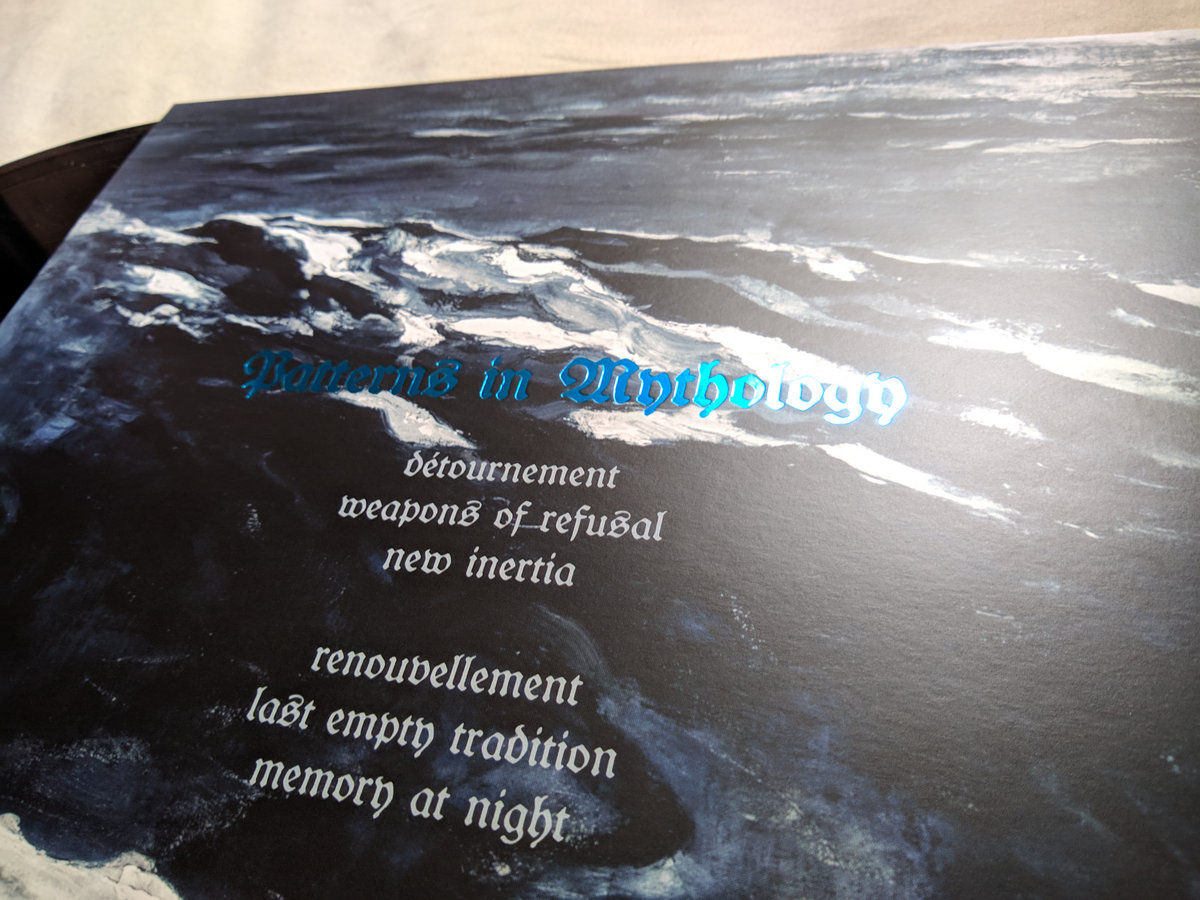 Patterns in Mythology
détournement
weapons of refusal
new inertia
renouvellement
last empty tradition
memory at night